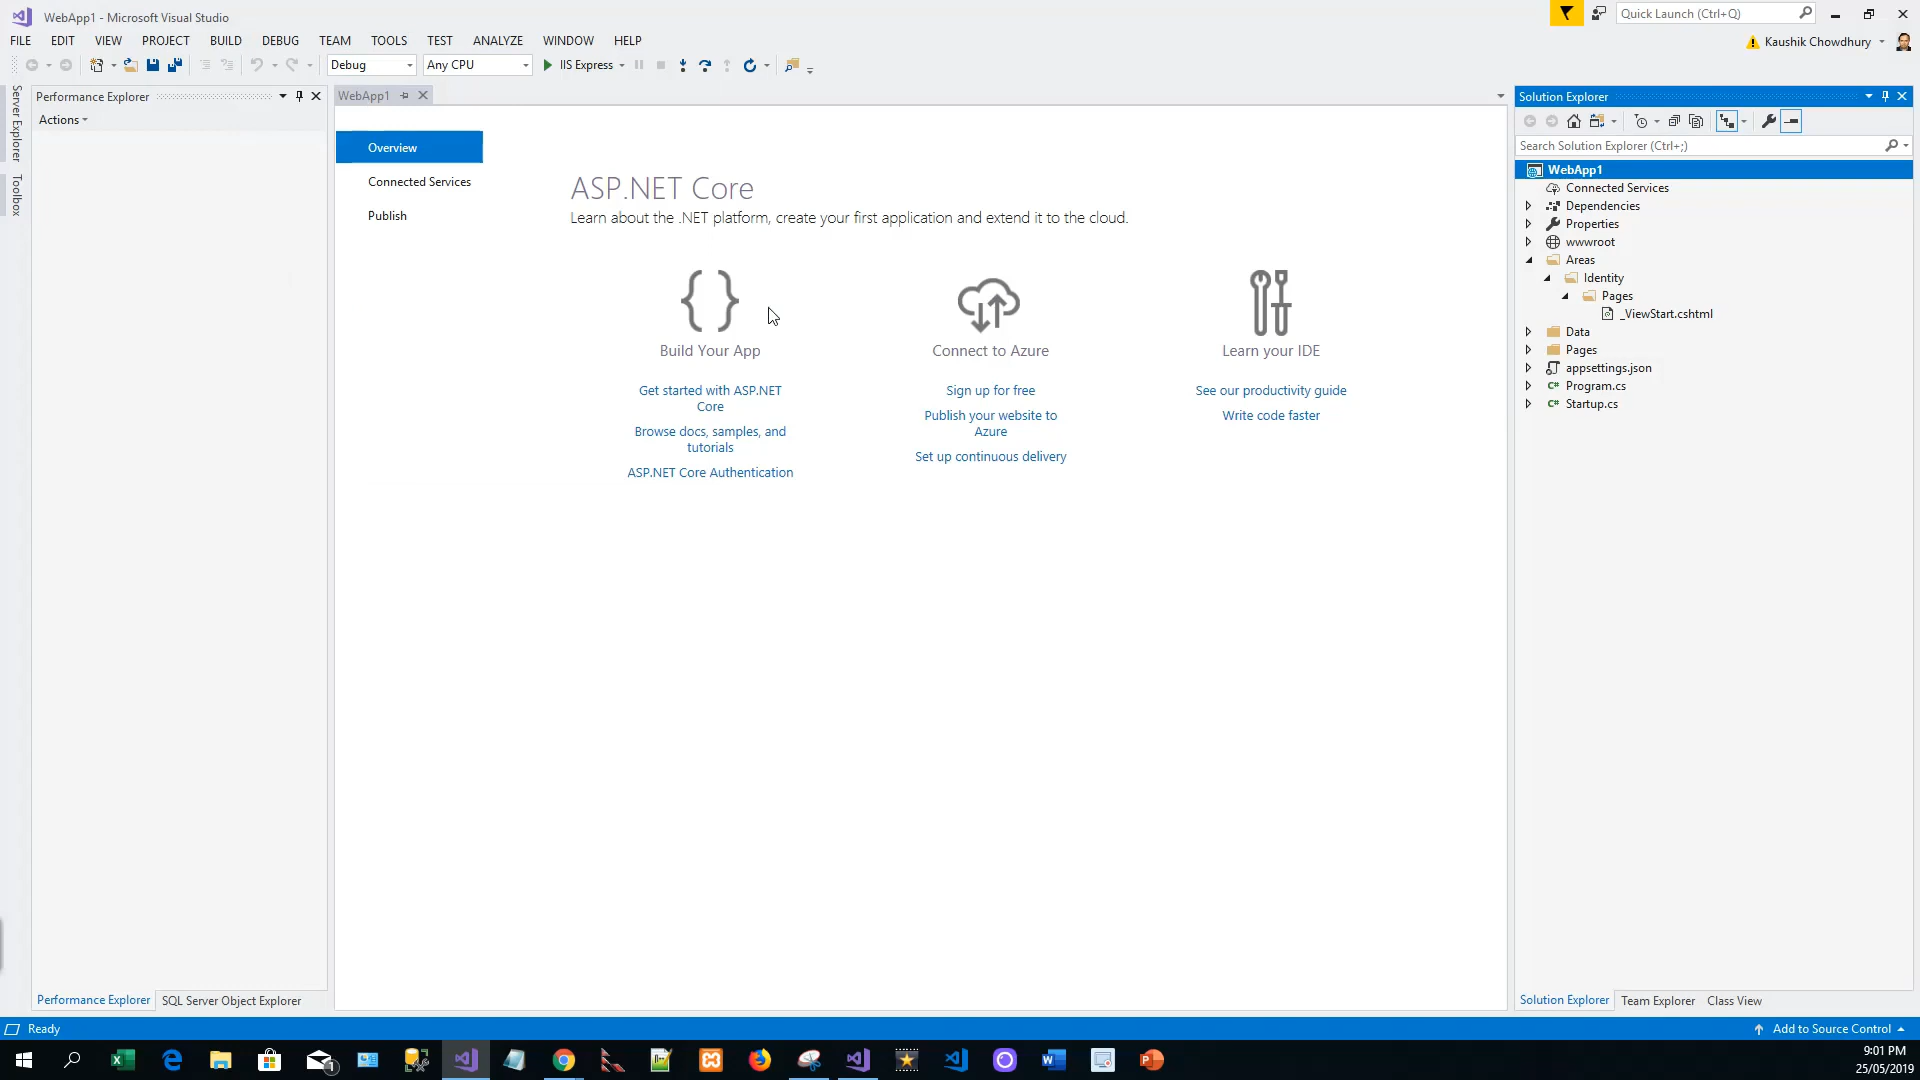 WebApp1 - Microsoft Visual Studio
Quick Launch (Ctrl+Q)
FILE EDIT VIEW PROJECT BUILD DEBUG TEAM TOOLS TEST ANALYZE WINDOW HELP
Kaushik Chowdhury
Debug Any CPU IIS Express
Server Explorer
Toolbox
Performance Explorer
Actions
WebApp1
Overview
Connected Services
Publish
ASP.NET Core
Learn about the .NET platform, create your first application and extend it to the cloud.
Build Your App
Get started with ASP.NET
Core
Browse docs, samples, and
tutorials
ASP.NET Core Authentication
Connect to Azure
Sign up for free
Publish your website to
Azure
Set up continuous delivery
Learn your IDE
See our productivity guide
Write code faster
Solution Explorer
Search Solution Explorer (Ctrl+;)
WebApp1
Connected Services
Dependencies
Properties
wwwroot
Areas
Identity
Pages
_ViewStart.cshtml
Data
Pages
appsettings.json
C# Program.cs
C# Startup.cs
Performance Explorer SQL Server Object Explorer
Solution Explorer Team Explorer Class View
Ready
Add to Source Control
9:01 PM
25/05/2019